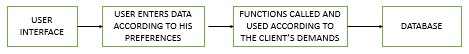 USER
INTERFACE
USER ENTERS DATA
ACCORDING TO HIS
PREFERENCES
FUNCTIONS CALLED AND
USED ACCORDING TO
THE CLIENT'S DEMANDS
DATABASE